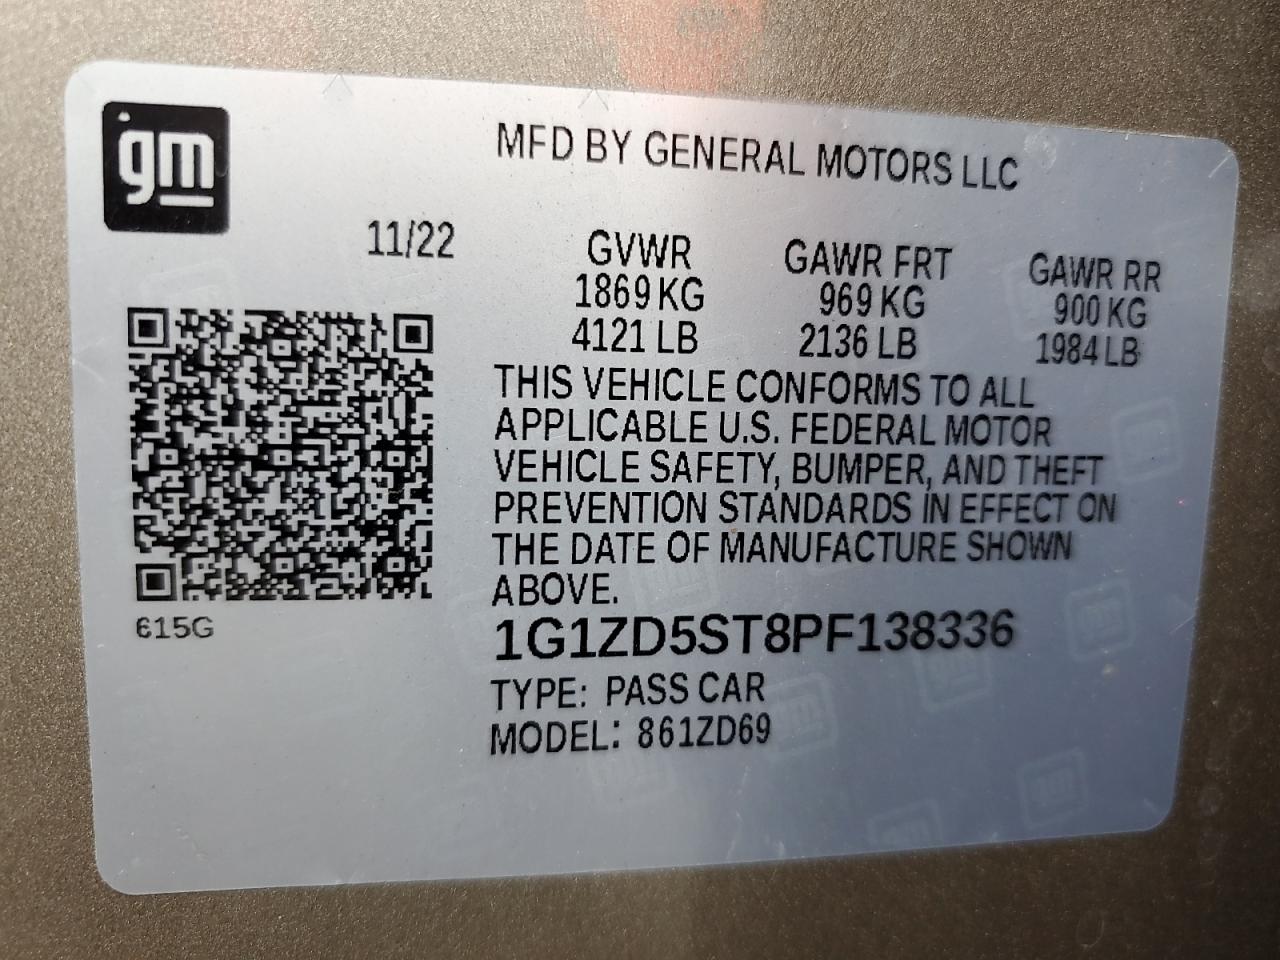 gm
MFD BY GENERAL MOTORS LLC
11/22
GVWR GAWR FRT GAWR RR
1869 KG 969 KG 900 KG
4121 LB 2136 LB 1984 LB
THIS VEHICLE CONFORMS TO ALL
APPLICABLE U.S. FEDERAL MOTOR
VEHICLE SAFETY, BUMPER, AND THEFT
PREVENTION STANDARDS IN EFFECT ON
THE DATE OF MANUFACTURE SHOWN
ABOVE.
615G
1G1ZD5ST8PF138336
TYPE: PASS CAR
MODEL: 861ZD69